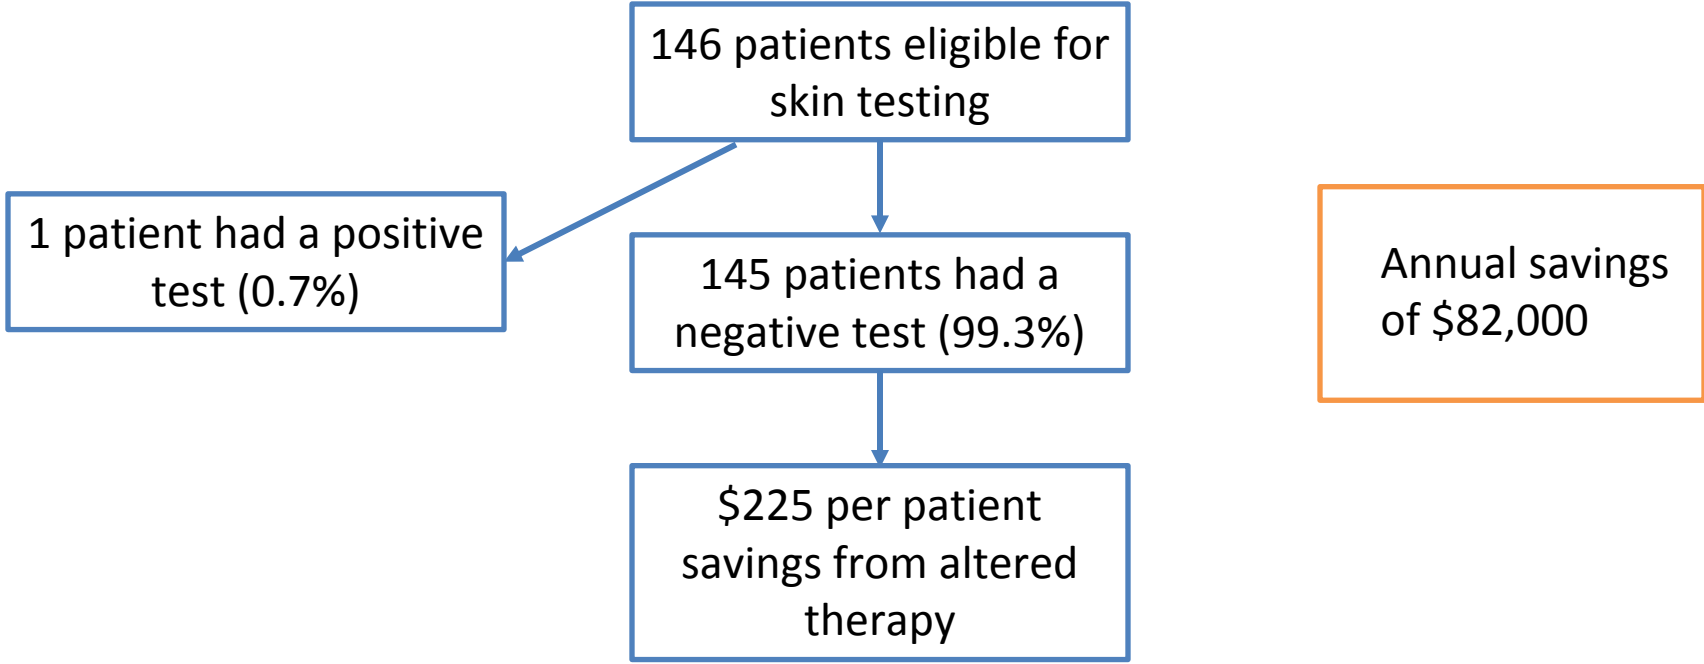 146 patients eligible for
skin testing
1 patient had a positive
test (0.7%)
145 patients had a
negative test (99.3%)
Annual savings
of $82,000
$225 per patient
savings from altered
therapy